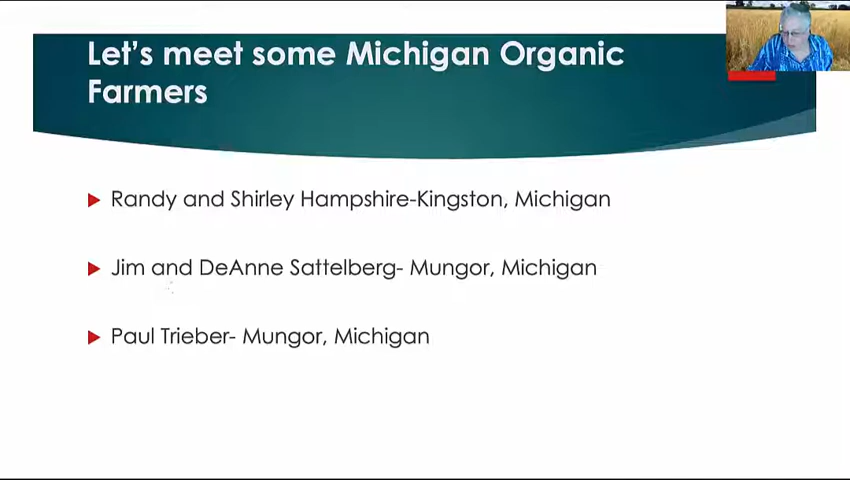 Let's meet some Michigan Organic
Farmers
Randy and Shirley Hampshire-Kingston, Michigan
Jim and DeAnne Sattelberg- Mungor, Michigan
Paul Trieber- Mungor, Michigan